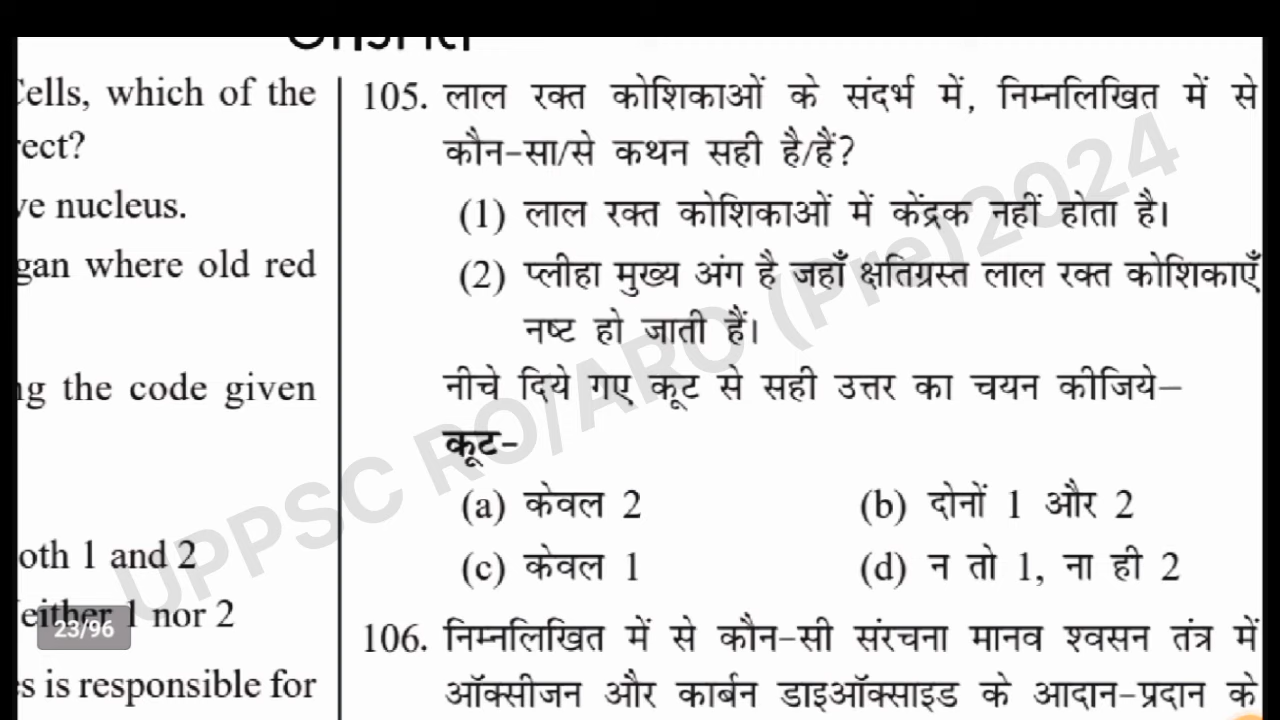 Cells, which of the
ect?
ve nucleus.
gan where old red
ng the code given
oth 1 and 2
either 1 nor 2
s is responsible for
105. लाल रक्त कोशिकाओं के संदर्भ में, निम्नलिखित में से
कौन-सा/से कथन सही है/हैं?
(1) लाल रक्त कोशिकाओं में केंद्रक नहीं होता है।
(2) प्लीहा मुख्य अंग है जहाँ क्षतिग्रस्त लाल रक्त कोशिकाएँ
नष्ट हो जाती हैं।
नीचे दिये गए कूट से सही उत्तर का चयन कीजिये–
कूट-
(a) केवल 2 (b) दोनों 1 और 2
(c) केवल 1 (d) न तो 1, ना ही 2
106. निम्नलिखित में से कौन-सी संरचना मानव श्वसन तंत्र में
ऑक्सीजन और कार्बन डाइऑक्साइड के आदान-प्रदान के
UPPSC RO/ARO (Pre) 2024
23/96